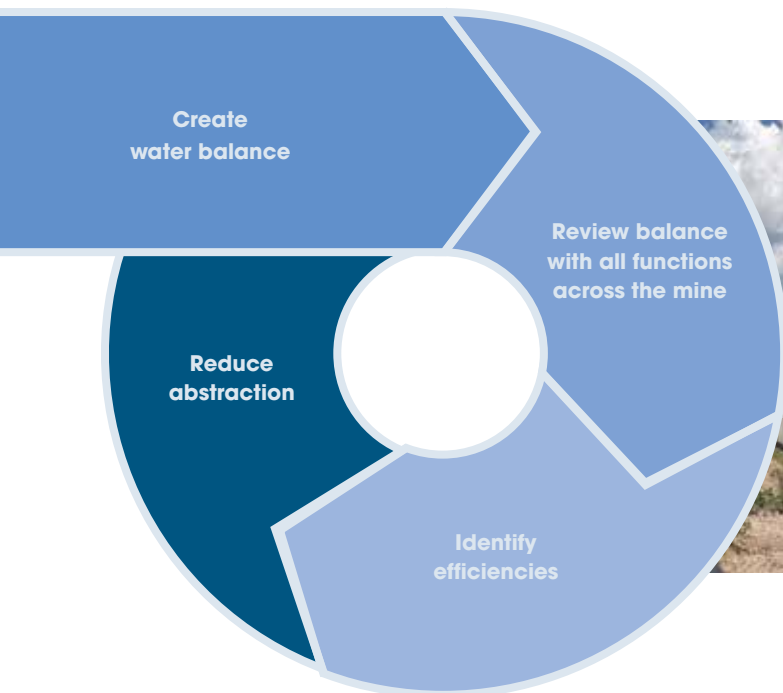 Create
water balance
Review balance
with all functions
across the mine
Identify
efficiencies
Reduce
abstraction